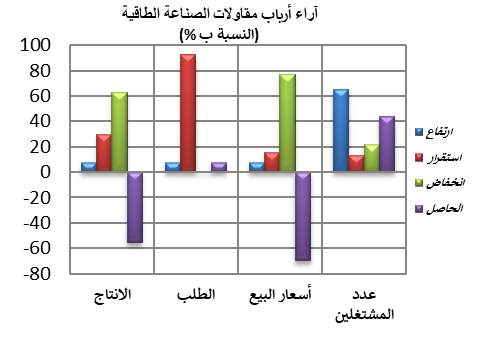 آراء أرباب مقاولات الصناعة الطاقية
(النسبة ب %)
100
80
60
40
20
0
-20
-40
-60
-80
ارتفاع
استقرار
انخفاض
الحاصل
الانتاج
الطلب
أسعار البيع
عدد
المشتغلين